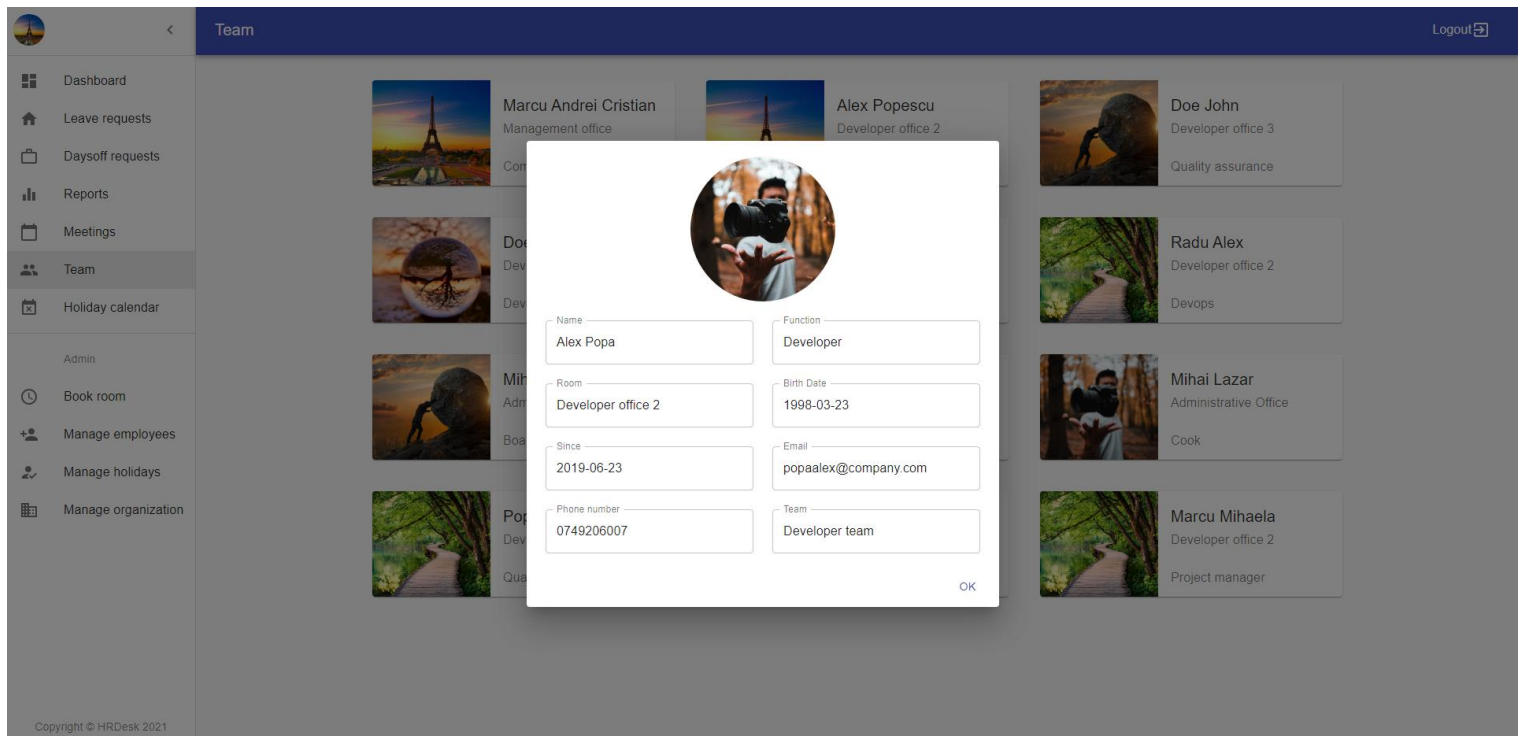 Team
Logout
Dashboard
Leave requests
Daysoff requests
Reports
Meetings
Team
Holiday calendar
Admin
Book room
Manage employees
Manage holidays
Manage organization
Copyright © HRDesk 2021
Marcu Andrei Cristian
Management office
Alex Popescu
Developer office 2
Doe John
Developer office 3
Quality assurance
Radu Alex
Developer office 2
Devops
Mihai Lazar
Administrative Office
Cook
Marcu Mihaela
Developer office 2
Project manager
Name
Alex Popa
Function
Developer
Room
Developer office 2
Birth Date
1998-03-23
Since
2019-06-23
Email
popaalex@company.com
Phone number
0749206007
Team
Developer team
OK